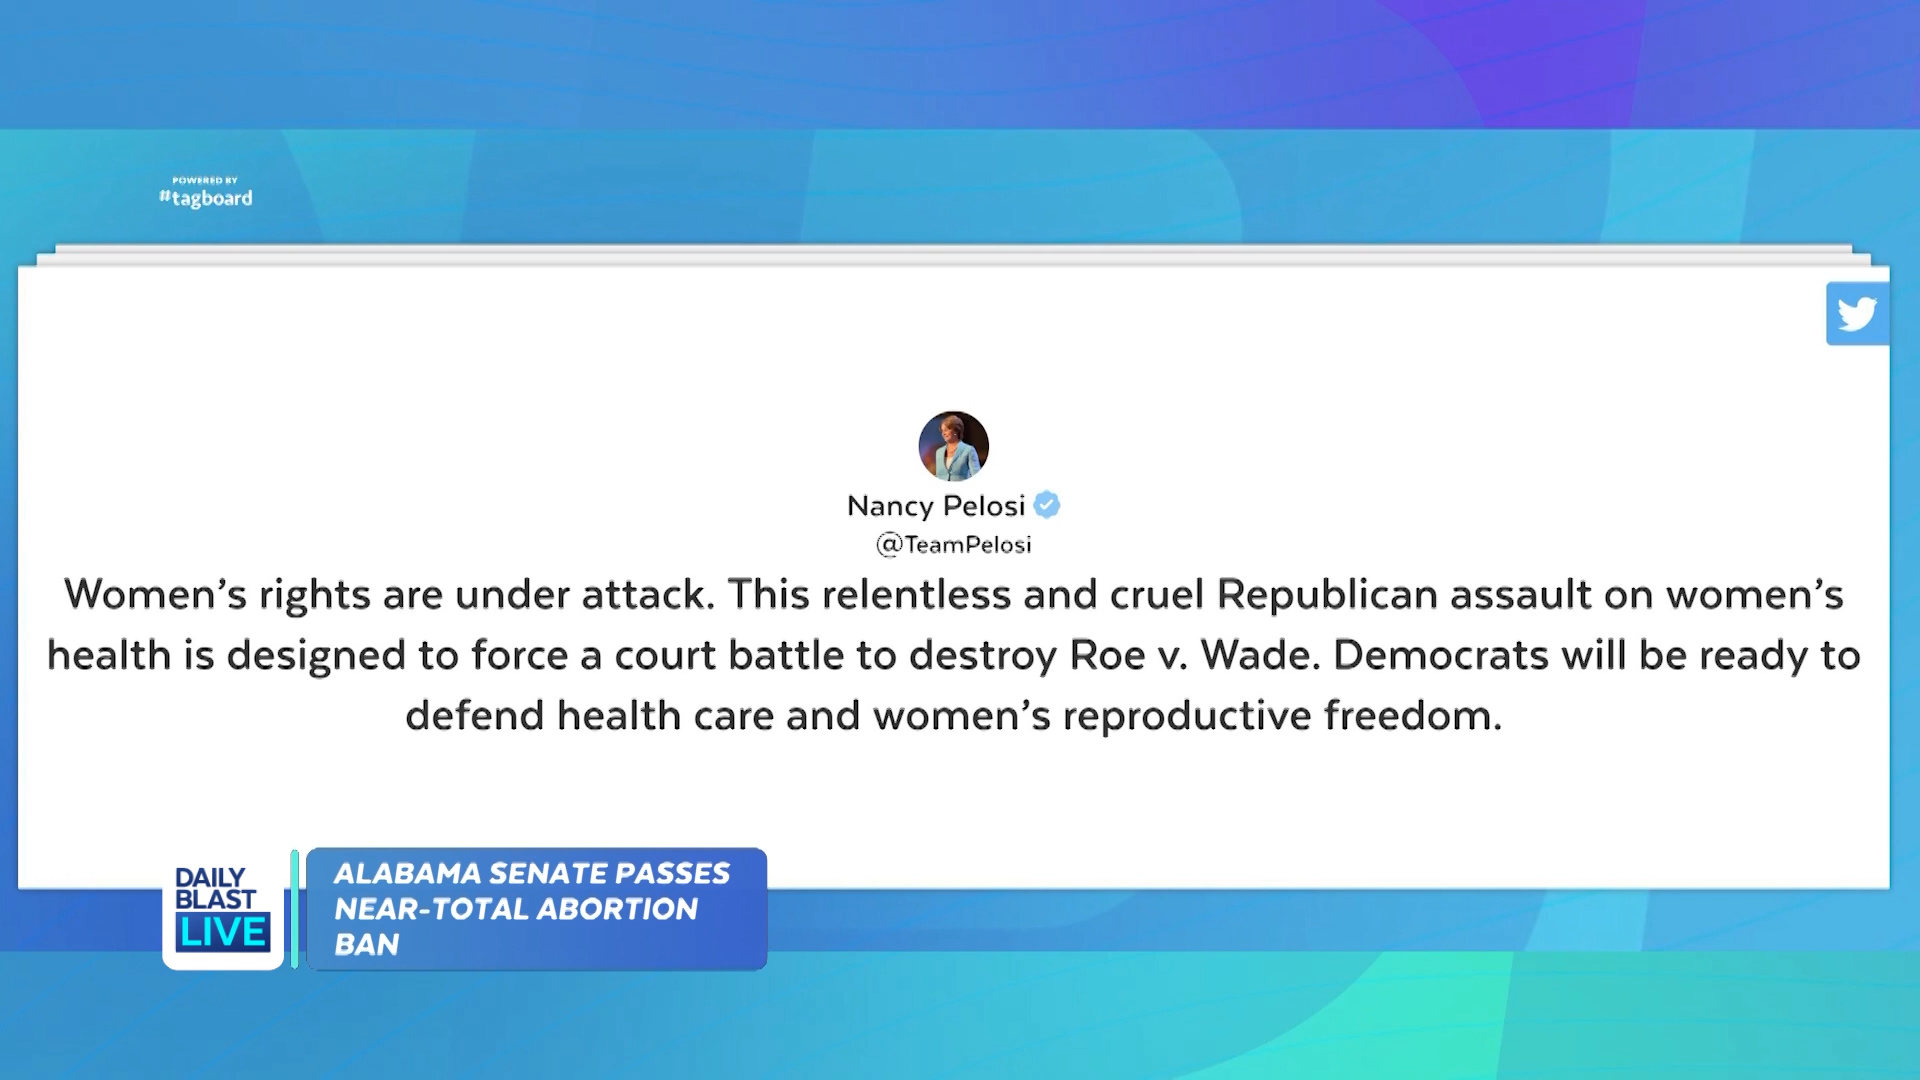 POWERED BY
#tagboard
Nancy Pelosi
@TeamPelosi
Women’s rights are under attack. This relentless and cruel Republican assault on women’s
health is designed to force a court battle to destroy Roe v. Wade. Democrats will be ready to
defend health care and women’s reproductive freedom.
DAILY
BLAST
LIVE
ALABAMA SENATE PASSES
NEAR-TOTAL ABORTION
BAN